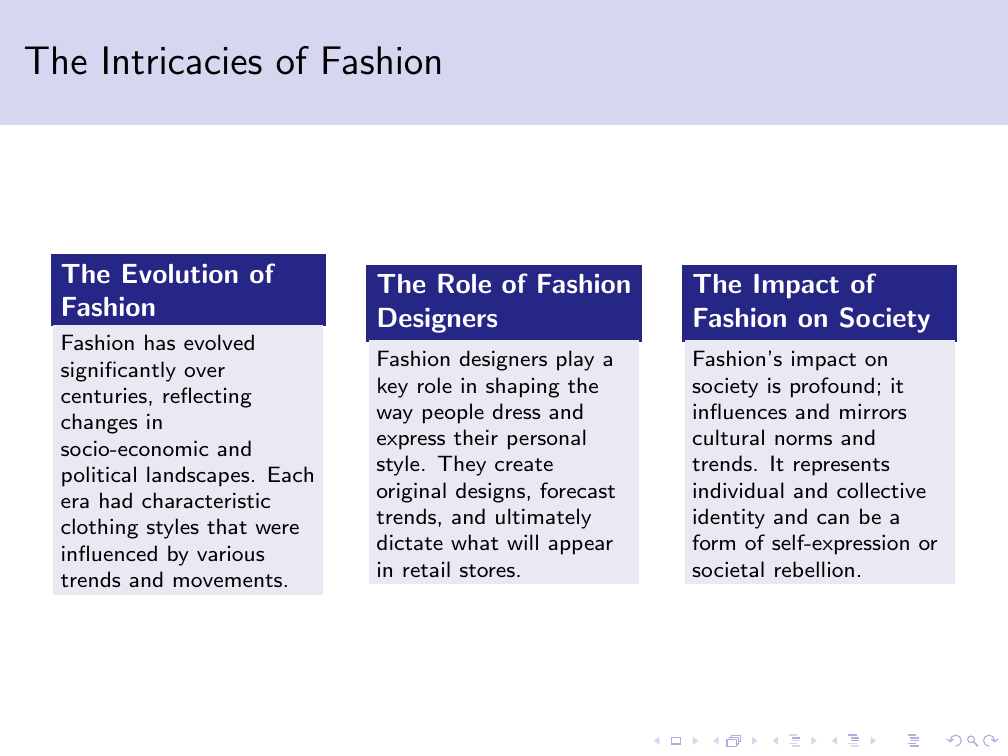 The Intricacies of Fashion
The Evolution of
Fashion
Fashion has evolved
significantly over
centuries, reflecting
changes in
socio-economic and
political landscapes. Each
era had characteristic
clothing styles that were
influenced by various
trends and movements.
The Role of Fashion
Designers
Fashion designers play a
key role in shaping the
way people dress and
express their personal
style. They create
original designs, forecast
trends, and ultimately
dictate what will appear
in retail stores.
The Impact of
Fashion on Society
Fashion's impact on
society is profound; it
influences and mirrors
cultural norms and
trends. It represents
individual and collective
identity and can be a
form of self-expression or
societal rebellion.